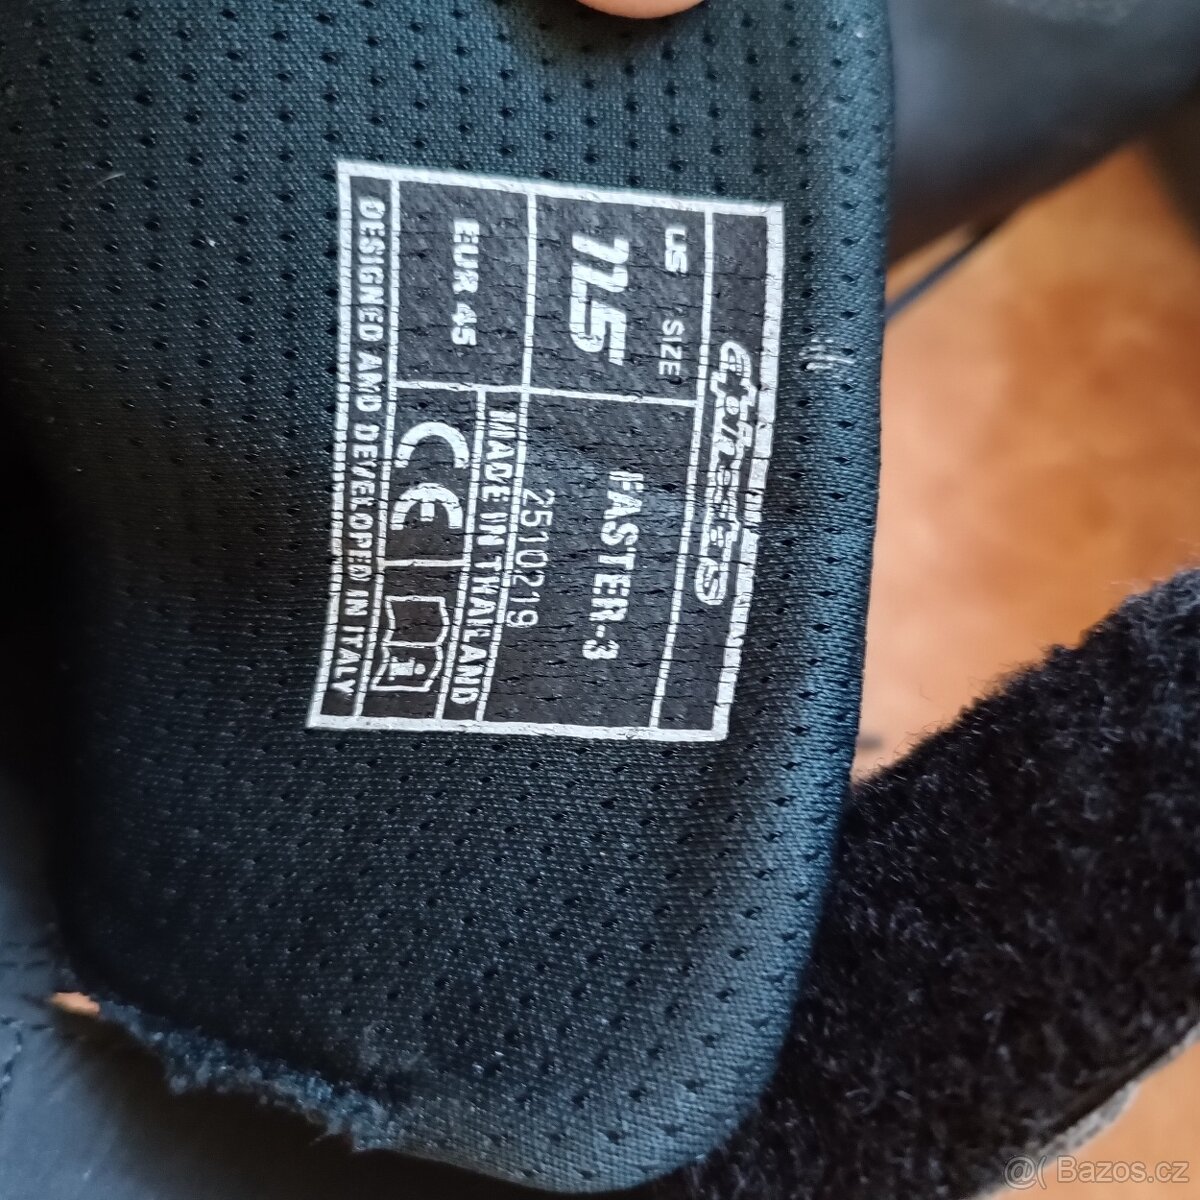 alpinestars
US SIZE
11.5
FASTER-3
2510219
EUR 45
MADE IN THAILAND
CE
i
DESIGNED AND DEVELOPED IN ITALY
@( Bazos.cz